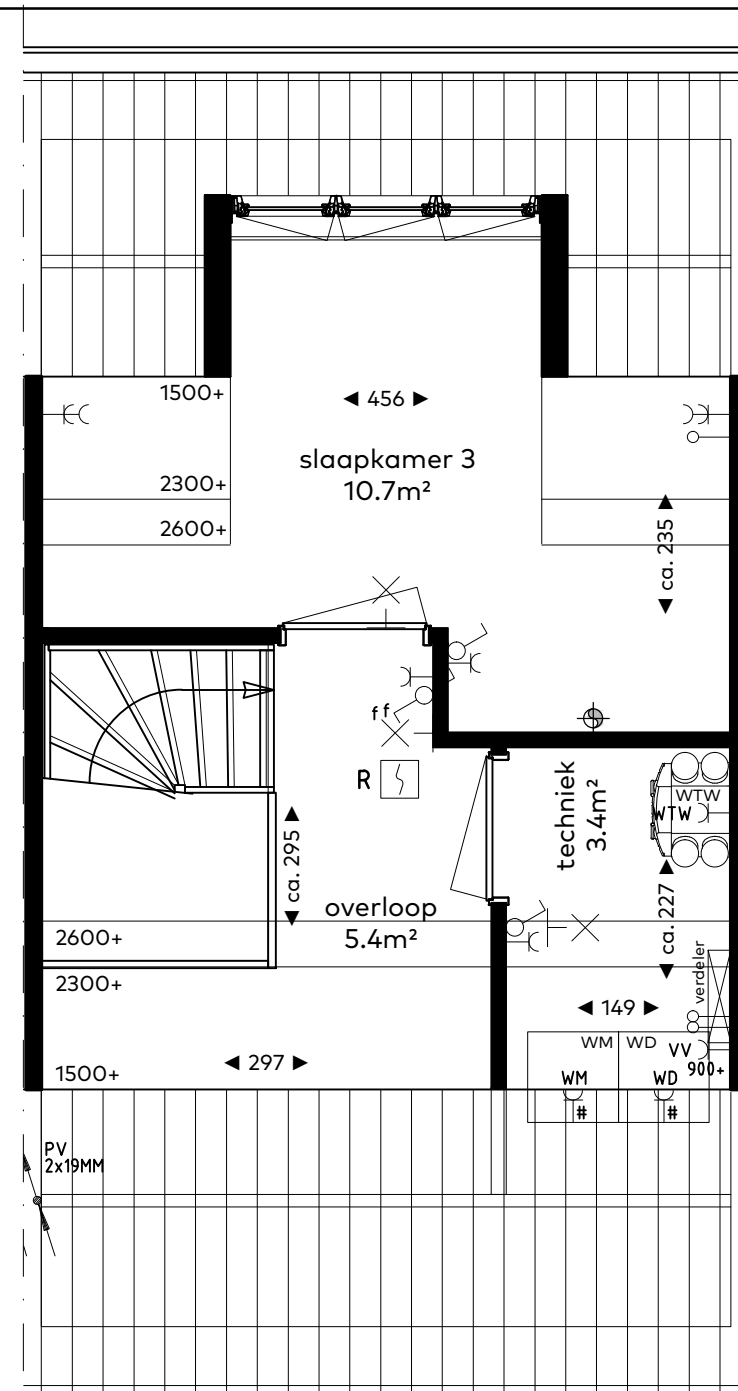 1500+
◄ 456 ►
slaapkamer 3
10.7m²
2300+
2600+
◄ ca. 235 ►
ff
R
techniek
3.4m²
WTW
WTW
◄ ca. 295 ►
overloop
5.4m²
◄ ca. 227 ►
2600+
2300+
verdeler
◄ 149 ►
WM
WD
VV
900+
◄ 297 ►
1500+
WM
WD
#
#
PV
2x19MM